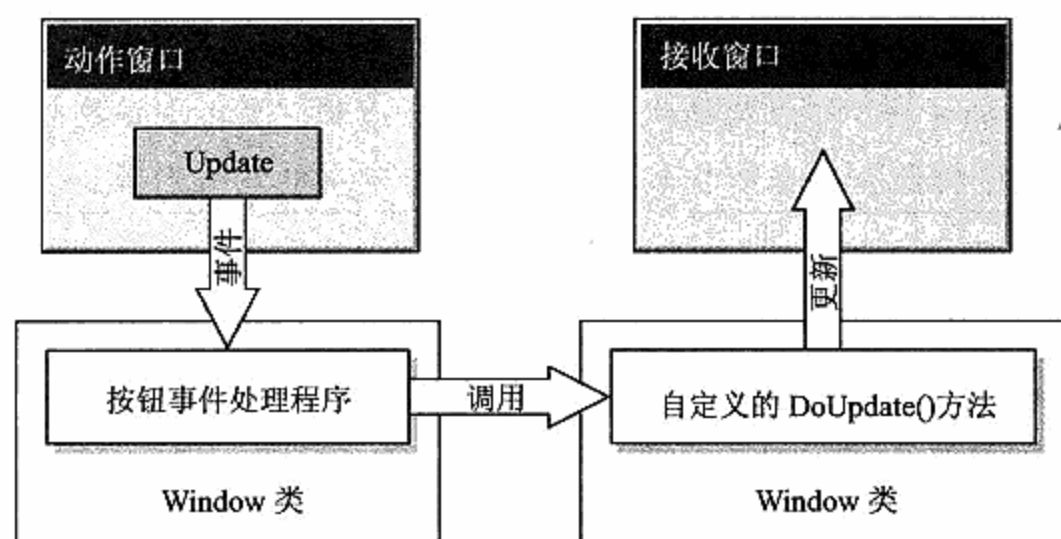 动作窗口
接收窗口
Update
事件
更新
按钮事件处理程序
调用
自定义的 DoUpdate()方法
Window 类
Window 类